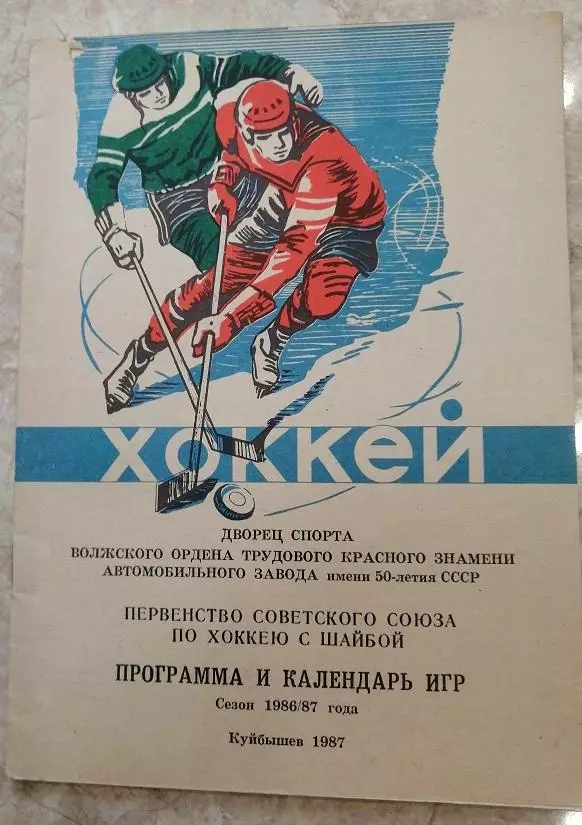 хоккей
ДВОРЕЦ СПОРТА
ВОЛЖСКОГО ОРДЕНА ТРУДОВОГО КРАСНОГО ЗНАМЕНИ
АВТОМОБИЛЬНОГО ЗАВОДА имени 50-летия СССР
ПЕРВЕНСТВО СОВЕТСКОГО СОЮЗА
ПО ХОККЕЮ С ШАЙБОЙ
ПРОГРАММА И КАЛЕНДАРЬ ИГР
Сезон 1986/87 года
Куйбышев 1987